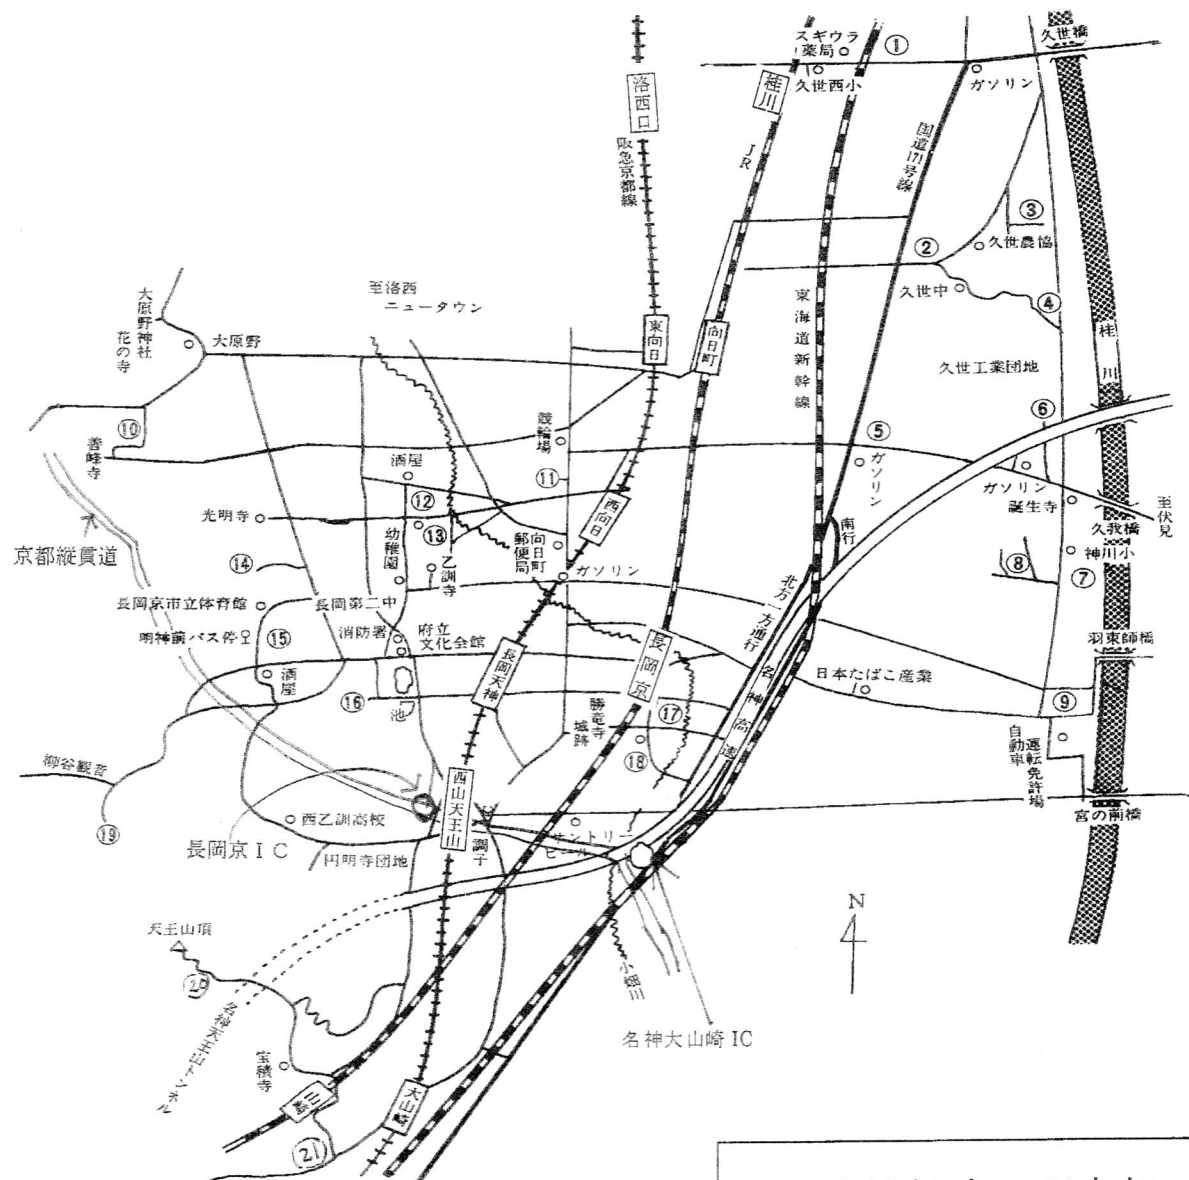 スギウラ
薬局
①
久世橋
久世西小
ガソリン
桂川
洛西口
阪急京都線
JR
国道171号線
③
②
久世農協
久世中
④
桂川
至洛西
ニュータウン
大原野神社
花の寺
大原野
東向日
向日町
東海道新幹線
久世工業団地
⑩
善峰寺
競輪場
⑤
ガソリン
⑥
ガソリン
誕生寺
至伏見
久我橋
酒屋
⑪
⑫
西向日
光明寺
⑬
幼稚園
乙訓寺
向日町
郵便局
南行
神川小
⑧
⑦
京都縦貫道
⑭
ガソリン
北方一方通行
長岡京市立体育館
長岡第二中
明神前バス停
⑮
消防署
府立
文化会館
羽束師橋
長岡天神
長岡京
名神高速
日本たばこ産業
酒屋
⑯
池
勝竜寺
城跡
⑰
⑨
⑱
自動車
運転免許場
柳谷観音
西山天王山
宮の前橋
⑲
西乙訓高校
調子
サントリー
ビール
長岡京IC
円明寺団地
N
天王山頂
⑳
小畑川
名神天王山トンネル
名神大山崎IC
宝積寺
山崎
大山崎
㉑